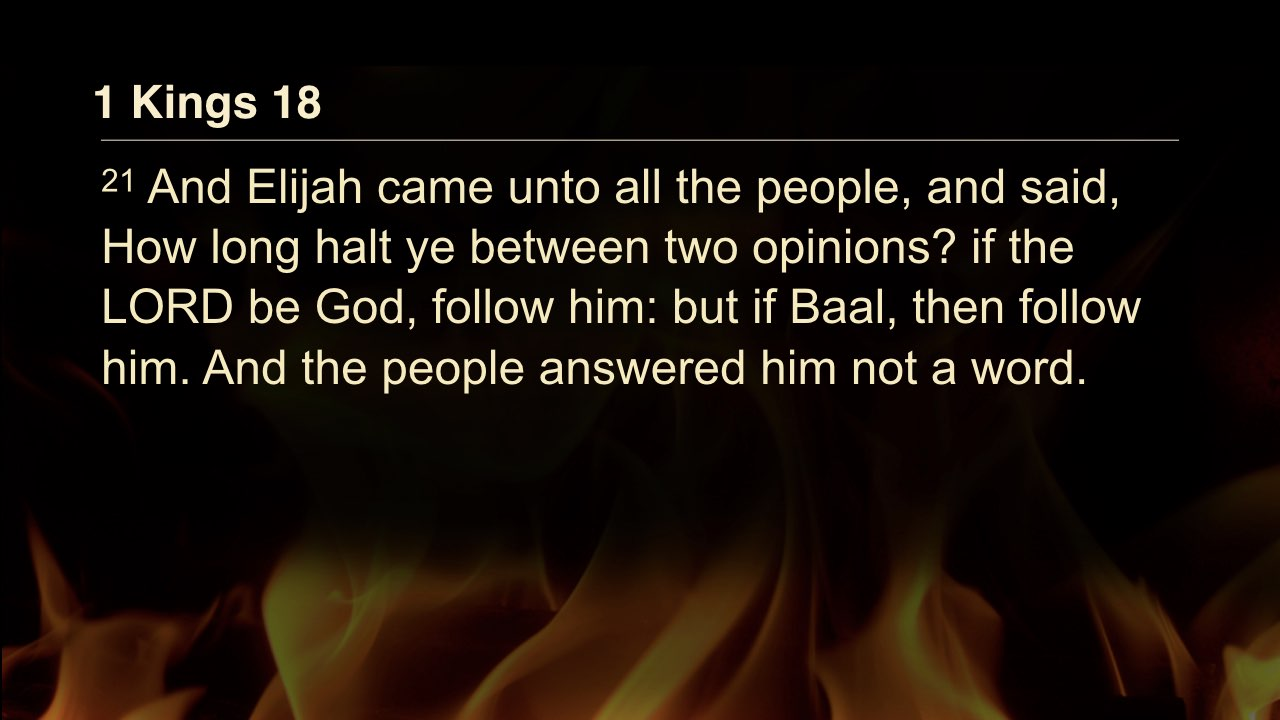 1 Kings 18
21 And Elijah came unto all the people, and said,
How long halt ye between two opinions? if the
LORD be God, follow him: but if Baal, then follow
him. And the people answered him not a word.